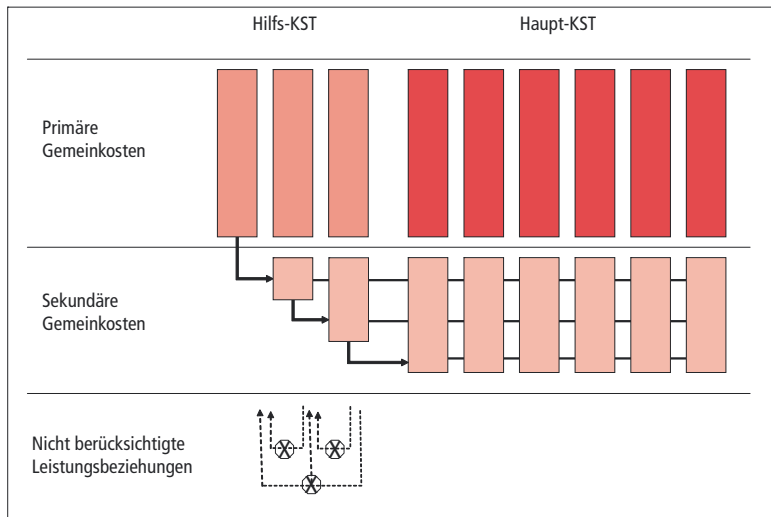 Hilfs-KST Haupt-KST
Primäre
Gemeinkosten
Sekundäre
Gemeinkosten
Nicht berücksichtigte
Leistungsbeziehungen